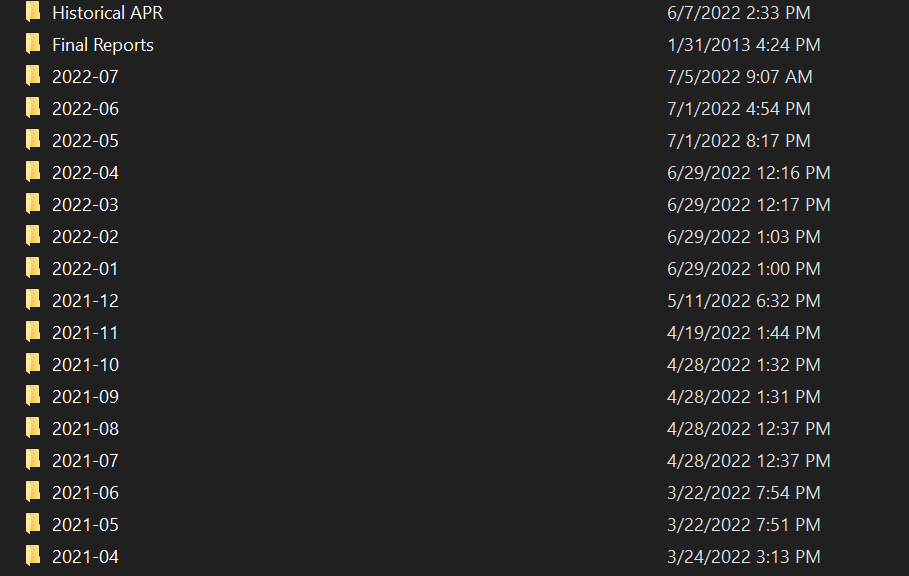 Historical APR 6/7/2022 2:33 PM
Final Reports 1/31/2013 4:24 PM
2022-07 7/5/2022 9:07 AM
2022-06 7/1/2022 4:54 PM
2022-05 7/1/2022 8:17 PM
2022-04 6/29/2022 12:16 PM
2022-03 6/29/2022 12:17 PM
2022-02 6/29/2022 1:03 PM
2022-01 6/29/2022 1:00 PM
2021-12 5/11/2022 6:32 PM
2021-11 4/19/2022 1:44 PM
2021-10 4/28/2022 1:32 PM
2021-09 4/28/2022 1:31 PM
2021-08 4/28/2022 12:37 PM
2021-07 4/28/2022 12:37 PM
2021-06 3/22/2022 7:54 PM
2021-05 3/22/2022 7:51 PM
2021-04 3/24/2022 3:13 PM